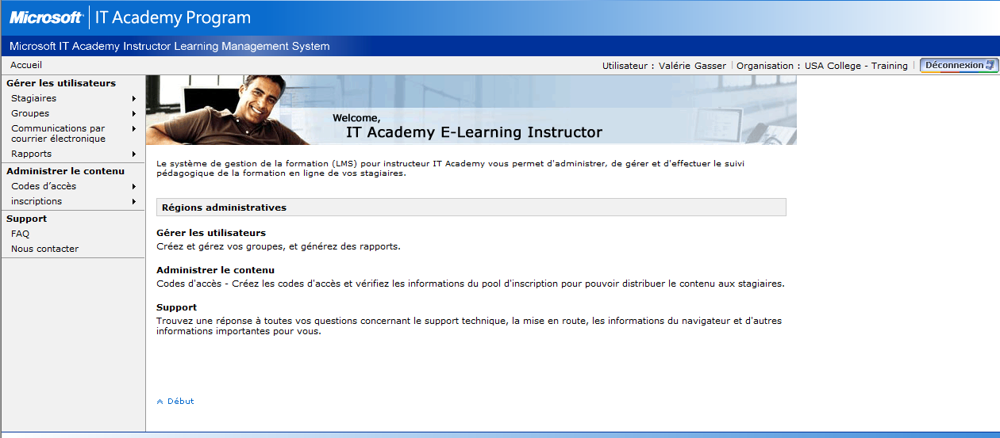 Microsoft IT Academy Program
Microsoft IT Academy Instructor Learning Management System
Accueil
Utilisateur : Valérie Gasser Organisation : USA College - Training Déconnexion
Gérer les utilisateurs
Stagiaires
Groupes
Communications par
courrier électronique
Rapports
Administrer le contenu
Codes d'accès
inscriptions
Support
FAQ
Nous contacter
Welcome,
IT Academy E-Learning Instructor
Le système de gestion de la formation (LMS) pour instructeur IT Academy vous permet d'administrer, de gérer et d'effectuer le suivi
pédagogique de la formation en ligne de vos stagiaires.
Régions administratives
Gérer les utilisateurs
Créez et gérez vos groupes, et générez des rapports.
Administrer le contenu
Codes d'accès - Créez les codes d'accès et vérifiez les informations du pool d'inscription pour pouvoir distribuer le contenu aux stagiaires.
Support
Trouvez une réponse à toutes vos questions concernant le support technique, la mise en route, les informations du navigateur et d'autres
informations importantes pour vous.
Début